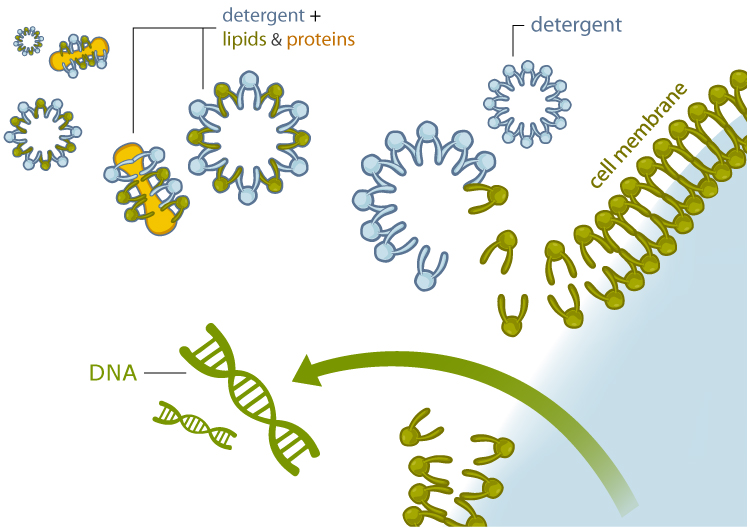 detergent +
lipids & proteins
detergent
cell membrane
DNA